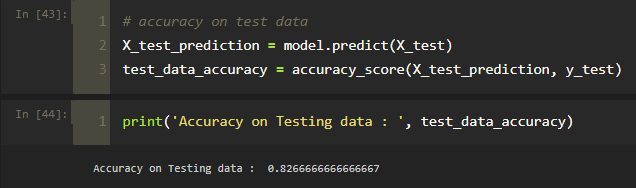 In [43]:
1 # accuracy on test data
2 X_test_prediction = model.predict(X_test)
3 test_data_accuracy = accuracy_score(X_test_prediction, y_test)
In [44]:
1 print('Accuracy on Testing data : ', test_data_accuracy)
Accuracy on Testing data :  0.8266666666666667